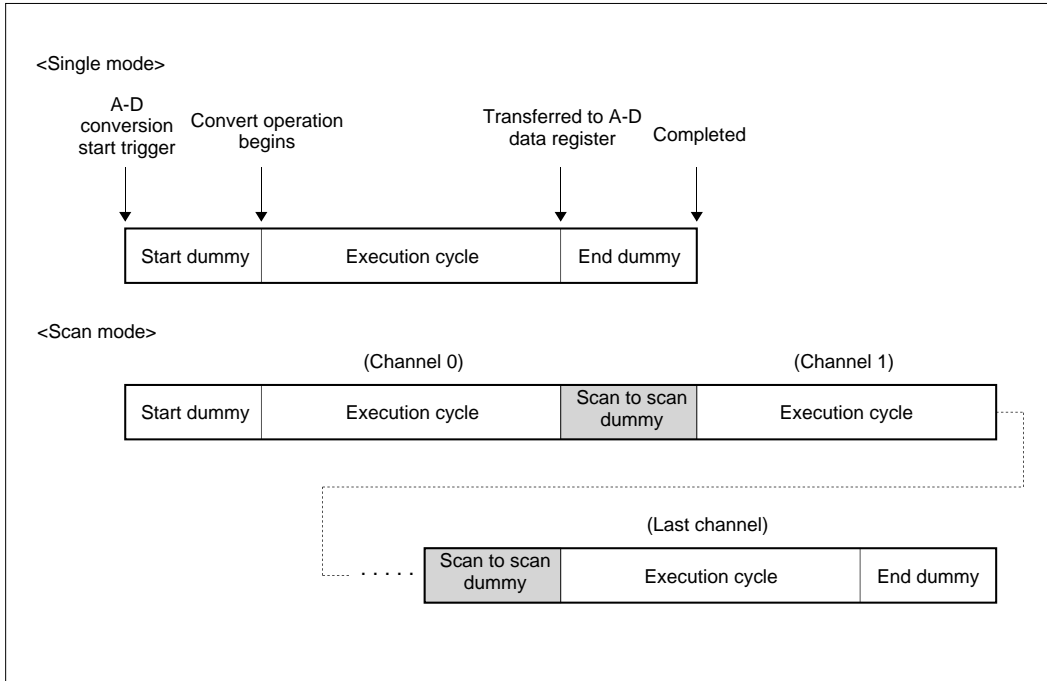 <Single mode>
A-D
conversion
start trigger
Convert operation
begins
Transferred to A-D
data register
Completed
Start dummy
Execution cycle
End dummy
<Scan mode>
(Channel 0)
(Channel 1)
Start dummy
Execution cycle
Scan to scan
dummy
Execution cycle
(Last channel)
.....
Scan to scan
dummy
Execution cycle
End dummy